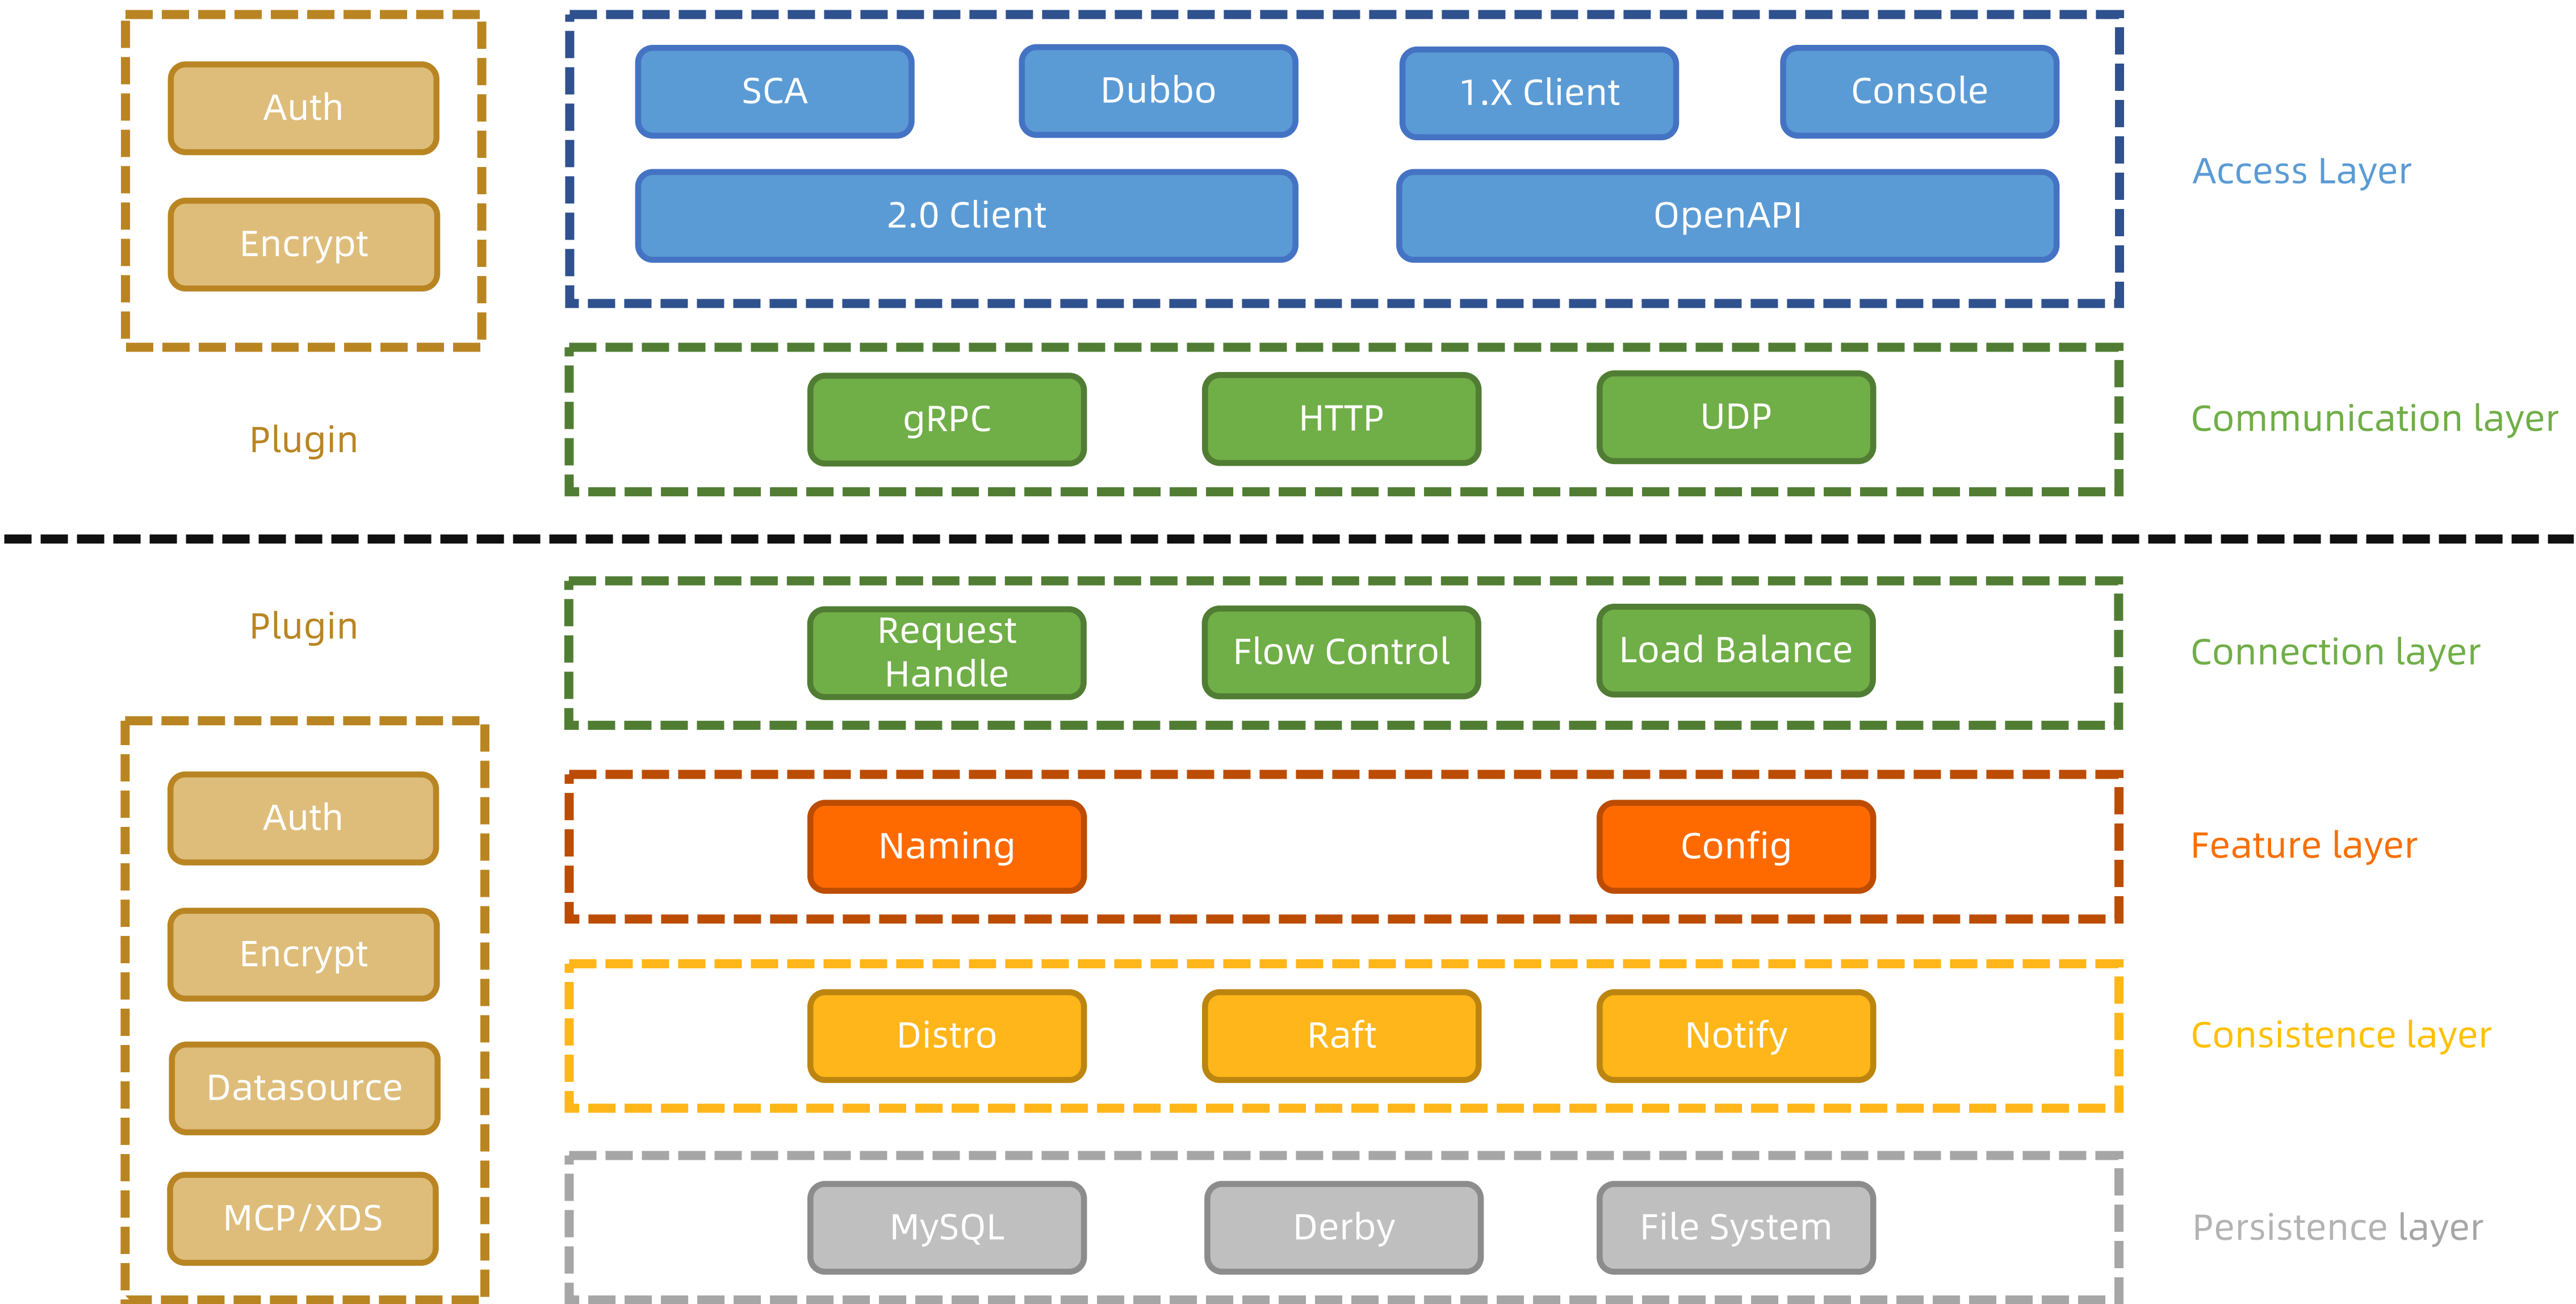 Auth
Encrypt
Plugin
SCA
Dubbo
1.X Client
Console
2.0 Client
OpenAPI
Access Layer
gRPC
HTTP
UDP
Communication layer
Plugin
Auth
Encrypt
Datasource
MCP/XDS
Request
Handle
Flow Control
Load Balance
Connection layer
Naming
Config
Feature layer
Distro
Raft
Notify
Consistence layer
MySQL
Derby
File System
Persistence layer